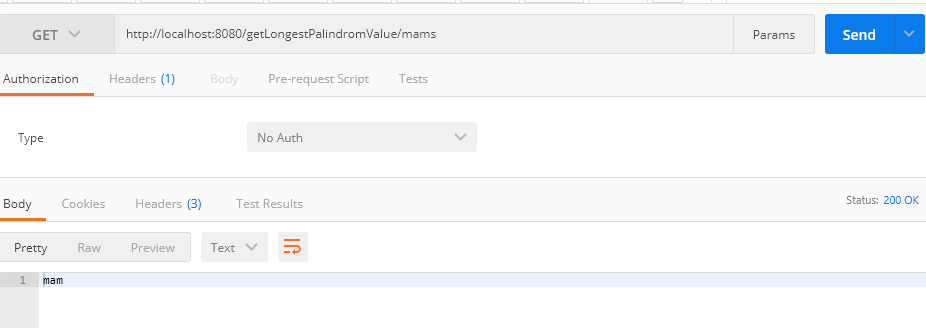 GET http://localhost:8080/getLongestPalindromValue/mams Params Send
Authorization Headers (1) Body Pre-request Script Tests
Type No Auth
Body Cookies Headers (3) Test Results Status: 200 OK
Pretty Raw Preview Text
1 mam